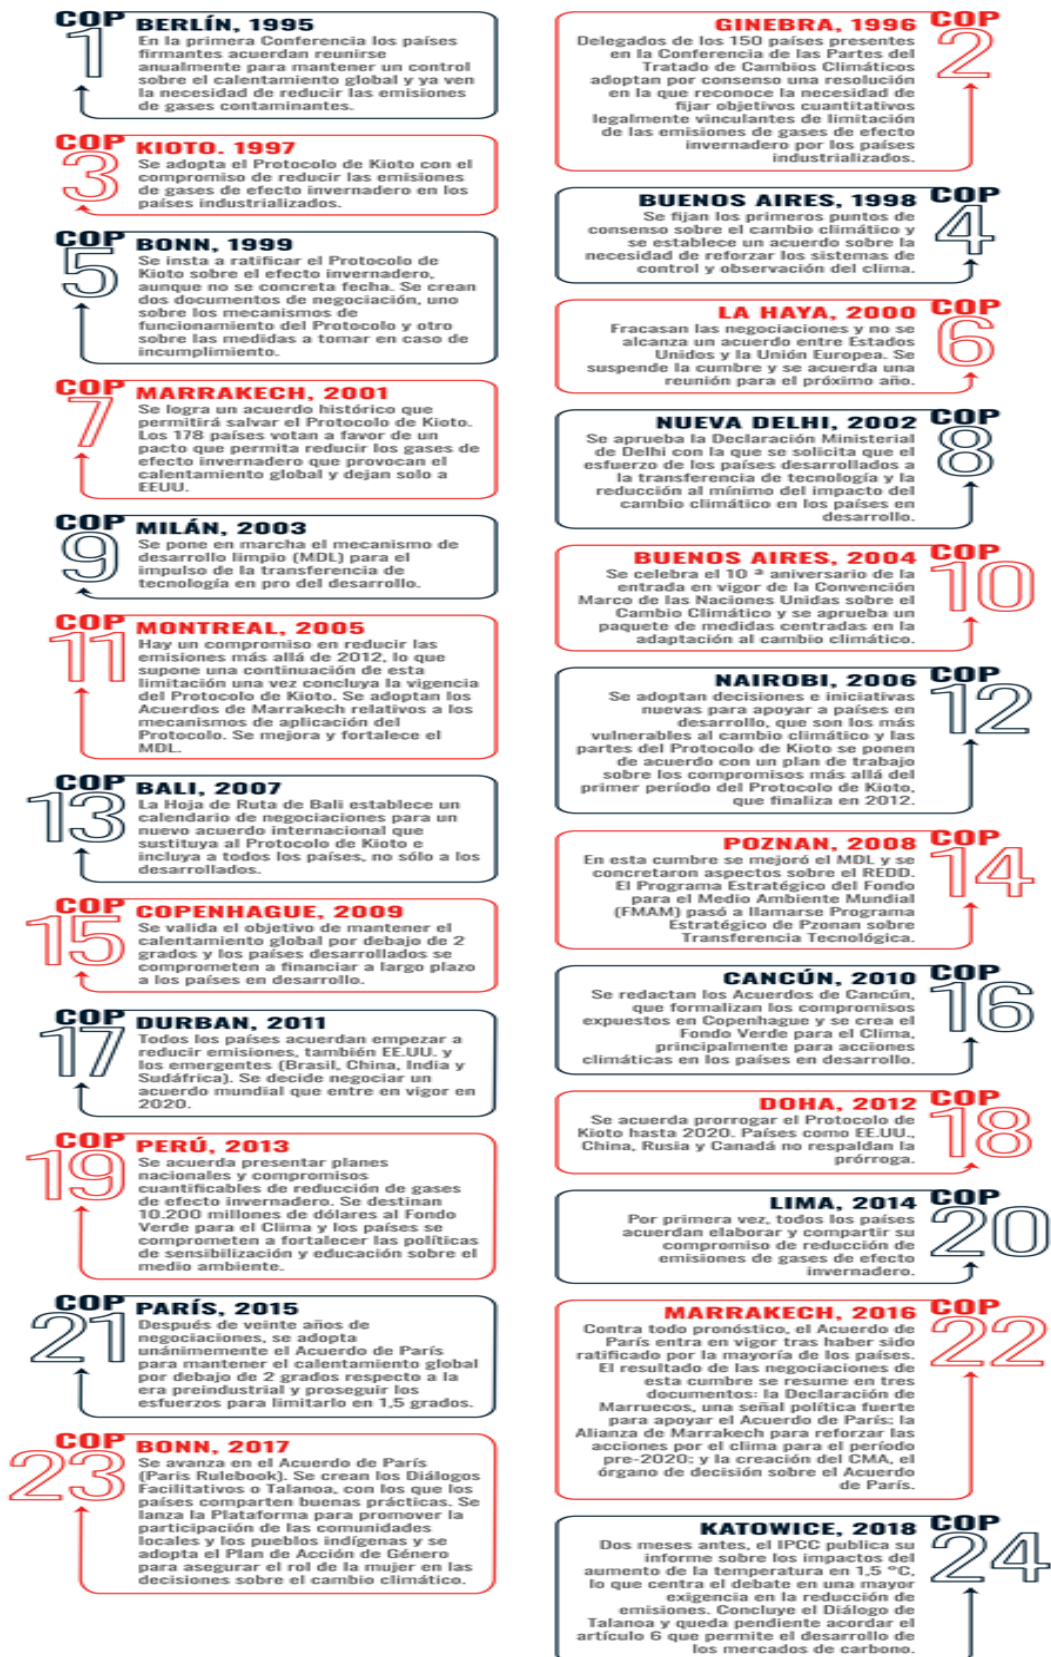 COP
1
BERLÍN, 1995
En la primera Conferencia los países
firmantes acuerdan reunirse
anualmente para mantener un control
sobre el calentamiento global y ya ven
la necesidad de reducir las emisiones
de gases contaminantes.
COP
2
GINEBRA, 1996
Delegados de los 150 países presentes
en la Conferencia de las Partes del
Tratado de Cambios Climáticos
adoptan por consenso una resolución
en la que reconoce la necesidad de
fijar objetivos cuantitativos
legalmente vinculantes de limitación
de las emisiones de gases de efecto
invernadero por los países
industrializados.
COP
3
KIOTO. 1997
Se adopta el Protocolo de Kioto con el
compromiso de reducir las emisiones
de gases de efecto invernadero en los
países industrializados.
COP
4
BUENOS AIRES, 1998
Se fijan los primeros puntos de
consenso sobre el cambio climático y
se establece un acuerdo sobre la
necesidad de reforzar los sistemas de
control y observación del clima.
COP
5
BONN, 1999
Se insta a ratificar el Protocolo de
Kioto sobre el efecto invernadero,
aunque no se concreta fecha. Se crean
dos documentos de negociación, uno
sobre los mecanismos de
funcionamiento del Protocolo y otro
sobre las medidas a tomar en caso de
incumplimiento.
COP
6
LA HAYA, 2000
Fracasan las negociaciones y no se
alcanza un acuerdo entre Estados
Unidos y la Unión Europea. Se
suspende la cumbre y se acuerda una
reunión para el próximo año.
COP
7
MARRAKECH, 2001
Se logra un acuerdo histórico que
permitirá salvar el Protocolo de Kioto.
Los 178 países votan a favor de un
pacto que permita reducir los gases de
efecto invernadero que provocan el
calentamiento global y dejan solo a
EEUU.
COP
8
NUEVA DELHI, 2002
Se aprueba la Declaración Ministerial
de Delhi con la que se solicita que el
esfuerzo de los países desarrollados a
la transferencia de tecnología y la
reducción al mínimo del impacto del
cambio climático en los países en
desarrollo.
COP
9
MILÁN, 2003
Se pone en marcha el mecanismo de
desarrollo limpio (MDL) para el
impulso de la transferencia de
tecnología en pro del desarrollo.
COP
10
BUENOS AIRES, 2004
Se celebra el 10 ª aniversario de la
entrada en vigor de la Convención
Marco de las Naciones Unidas sobre el
Cambio Climático y se aprueba un
paquete de medidas centradas en la
adaptación al cambio climático.
COP
11
MONTREAL, 2005
Hay un compromiso en reducir las
emisiones más allá de 2012, lo que
supone una continuación de esta
limitación una vez concluya la vigencia
del Protocolo de Kioto. Se adoptan los
Acuerdos de Marrakech relativos a los
mecanismos de aplicación del
Protocolo. Se mejora y fortalece el
MDL.
COP
12
NAIROBI, 2006
Se adoptan decisiones e iniciativas
nuevas para apoyar a países en
desarrollo, que son los más
vulnerables al cambio climático y las
partes del Protocolo de Kioto se ponen
de acuerdo con un plan de trabajo
sobre los compromisos más allá del
primer período del Protocolo de Kioto,
que finaliza en 2012.
COP
13
BALI, 2007
La Hoja de Ruta de Bali establece un
calendario de negociaciones para un
nuevo acuerdo internacional que
sustituya al Protocolo de Kioto e
incluya a todos los países, no sólo a los
desarrollados.
COP
14
POZNAN, 2008
En esta cumbre se mejoró el MDL y se
concretaron aspectos sobre el REDD.
El Programa Estratégico del Fondo
para el Medio Ambiente Mundial
(FMAM) pasó a llamarse Programa
Estratégico de Pzonan sobre
Transferencia Tecnológica.
COP
15
COPENHAGUE, 2009
Se valida el objetivo de mantener el
calentamiento global por debajo de 2
grados y los países desarrollados se
comprometen a financiar a largo plazo
a los países en desarrollo.
COP
16
CANCÚN, 2010
Se redactan los Acuerdos de Cancún,
que formalizan los compromisos
expuestos en Copenhague y se crea el
Fondo Verde para el Clima,
principalmente para acciones
climáticas en los países en desarrollo.
COP
17
DURBAN, 2011
Todos los países acuerdan empezar a
reducir emisiones, también EE.UU. y
los emergentes (Brasil, China, India y
Sudáfrica). Se decide negociar un
acuerdo mundial que entre en vigor en
2020.
COP
18
DOHA, 2012
Se acuerda prorrogar el Protocolo de
Kioto hasta 2020. Países como EE.UU.,
China, Rusia y Canadá no respaldan la
prórroga.
COP
19
PERÚ, 2013
Se acuerda presentar planes
nacionales y compromisos
cuantificables de reducción de gases
de efecto invernadero. Se destinan
10.200 millones de dólares al Fondo
Verde para el Clima y los países se
comprometen a fortalecer las políticas
de sensibilización y educación sobre el
medio ambiente.
COP
20
LIMA, 2014
Por primera vez, todos los países
acuerdan elaborar y compartir su
compromiso de reducción de
emisiones de gases de efecto
invernadero.
COP
21
PARÍS, 2015
Después de veinte años de
negociaciones, se adopta
unánimemente el Acuerdo de París
para mantener el calentamiento global
por debajo de 2 grados respecto a la
era preindustrial y proseguir los
esfuerzos para limitarlo en 1,5 grados.
COP
22
MARRAKECH, 2016
Contra todo pronóstico, el Acuerdo de
París entra en vigor tras haber sido
ratificado por la mayoría de los países.
El resultado de las negociaciones de
esta cumbre se resume en tres
documentos: la Declaración de
Marruecos, una señal política fuerte
para apoyar el Acuerdo de París; la
Alianza de Marrakech para reforzar las
acciones por el clima para el período
pre-2020; y la creación del CMA, el
órgano de decisión sobre el Acuerdo
de París.
COP
23
BONN, 2017
Se avanza en el Acuerdo de París
(Paris Rulebook). Se crean los Diálogos
Facilitativos o Talanoa, con los que los
países comparten buenas prácticas. Se
lanza la Plataforma para promover la
participación de las comunidades
locales y los pueblos indígenas y se
adopta el Plan de Acción de Género
para asegurar el rol de la mujer en las
decisiones sobre el cambio climático.
COP
24
KATOWICE, 2018
Dos meses antes, el IPCC publica su
informe sobre los impactos del
aumento de la temperatura en 1,5 ºC,
lo que centra el debate en una mayor
exigencia en la reducción de
emisiones. Concluye el Diálogo de
Talanoa y queda pendiente acordar el
artículo 6 que permite el desarrollo de
los mercados de carbono.